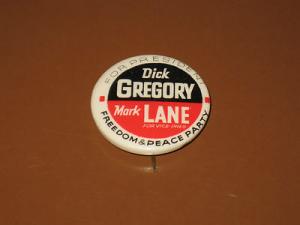 FOR PRESIDENT
Dick
GREGORY
Mark LANE
FOR VICE PRES.
FREEDOM & PEACE PARTY